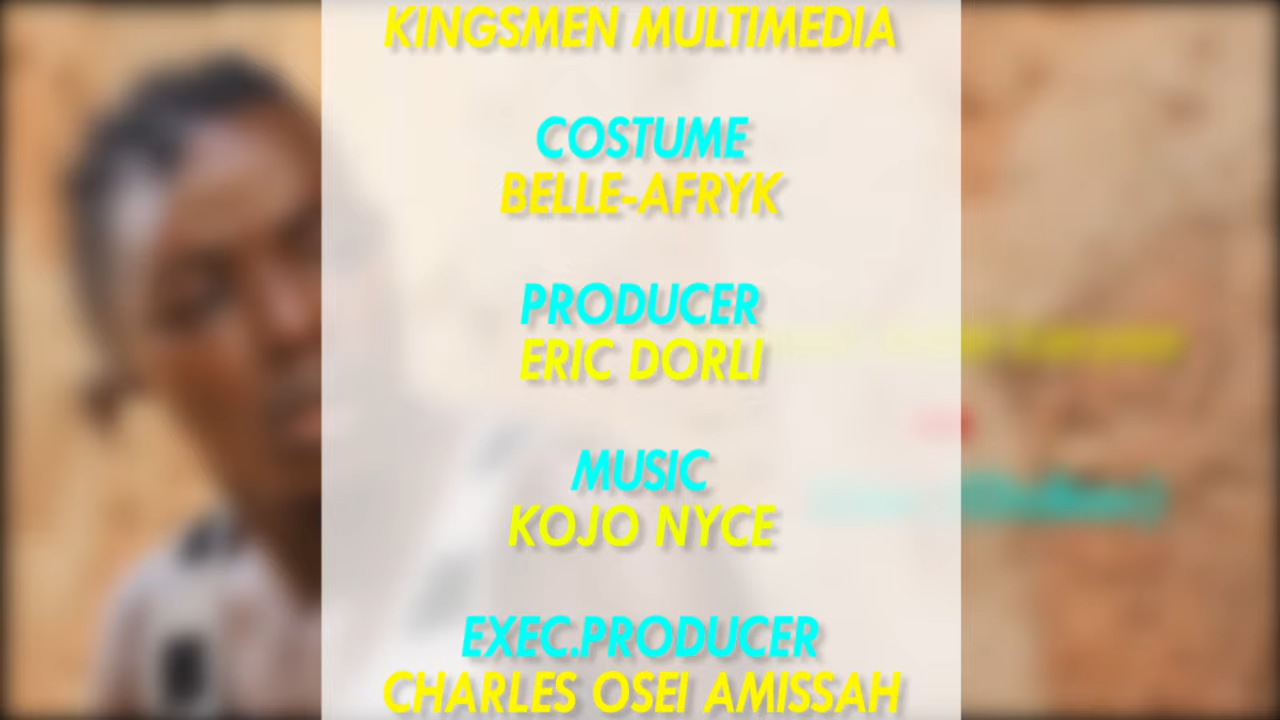 KINGSMEN MULTIMEDIA
COSTUME
BELLE-AFRYK
PRODUCER
ERIC DORLI
MUSIC
KOJO NYCE
EXEC.PRODUCER
CHARLES OSEI AMISSAH